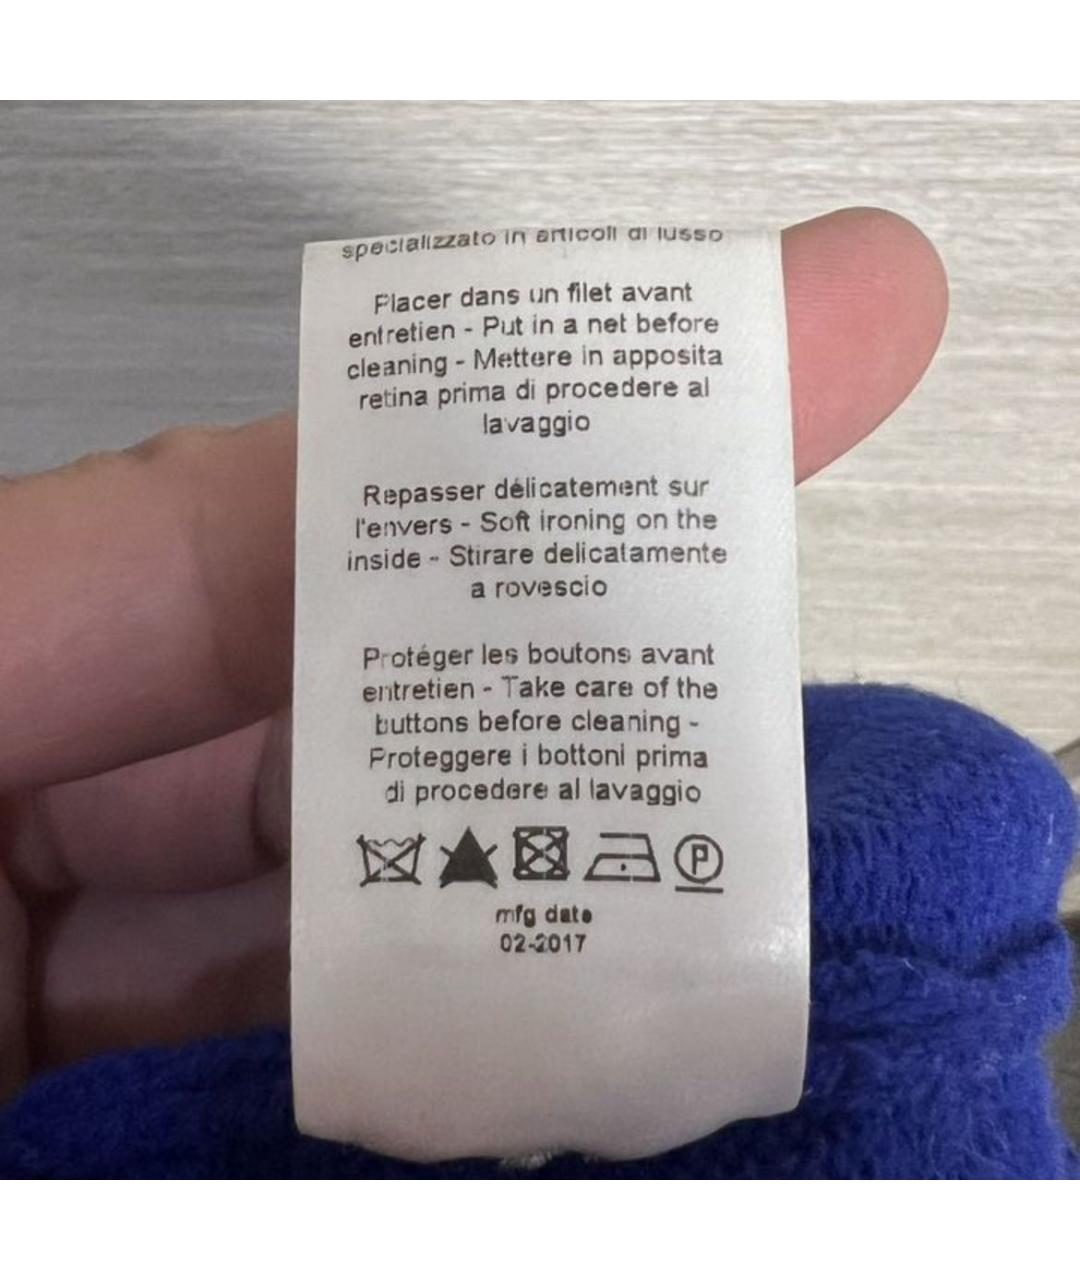 specializzato in articoli di lusso
Placer dans un filet avant
entretien - Put in a net before
cleaning - Mettere in apposita
retina prima di procedere al
lavaggio
Repasser délicatement sur
l'envers - Soft ironing on the
inside - Stirare delicatamente
a rovescio
Protéger les boutons avant
entretien - Take care of the
buttons before cleaning -
Proteggere i bottoni prima
di procedere al lavaggio
P
mfg date
02-2017